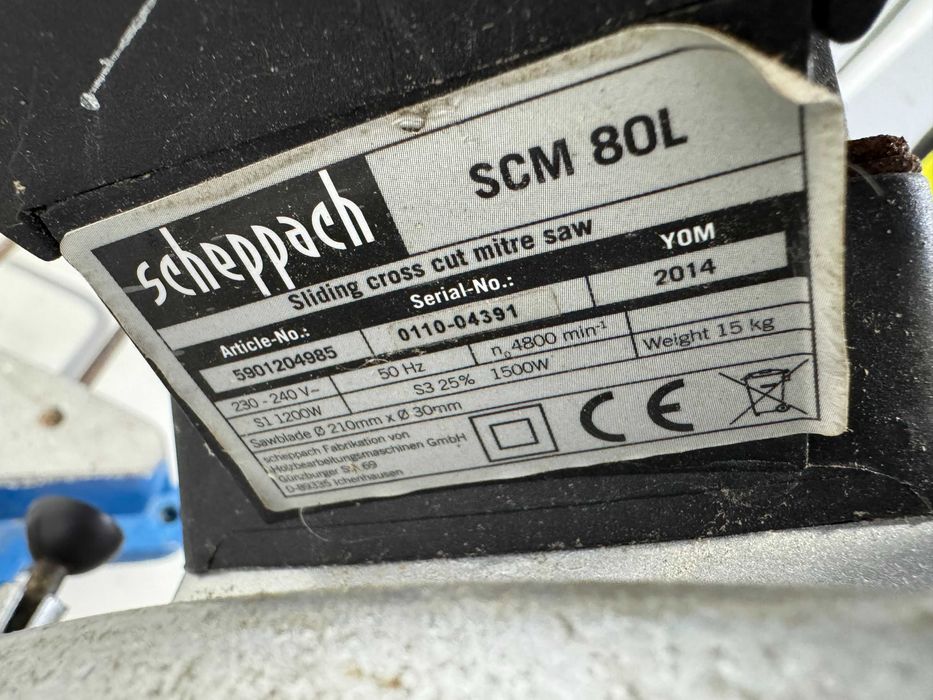 scheppach
SCM 80L
Sliding cross cut mitre saw
Article-No.: Serial-No.: YOM
5901204985 0110-04391 2014
230 - 240 V~ 50 Hz n₀ 4800 min⁻¹ Weight 15 kg
S1 1200W S3 25% 1500W
Sawblade Ø 210mm x Ø 30mm
scheppach Fabrikation von
Holzbearbeitungsmaschinen GmbH
Günzburger Str. 69
D-89335 Ichenhausen
CE